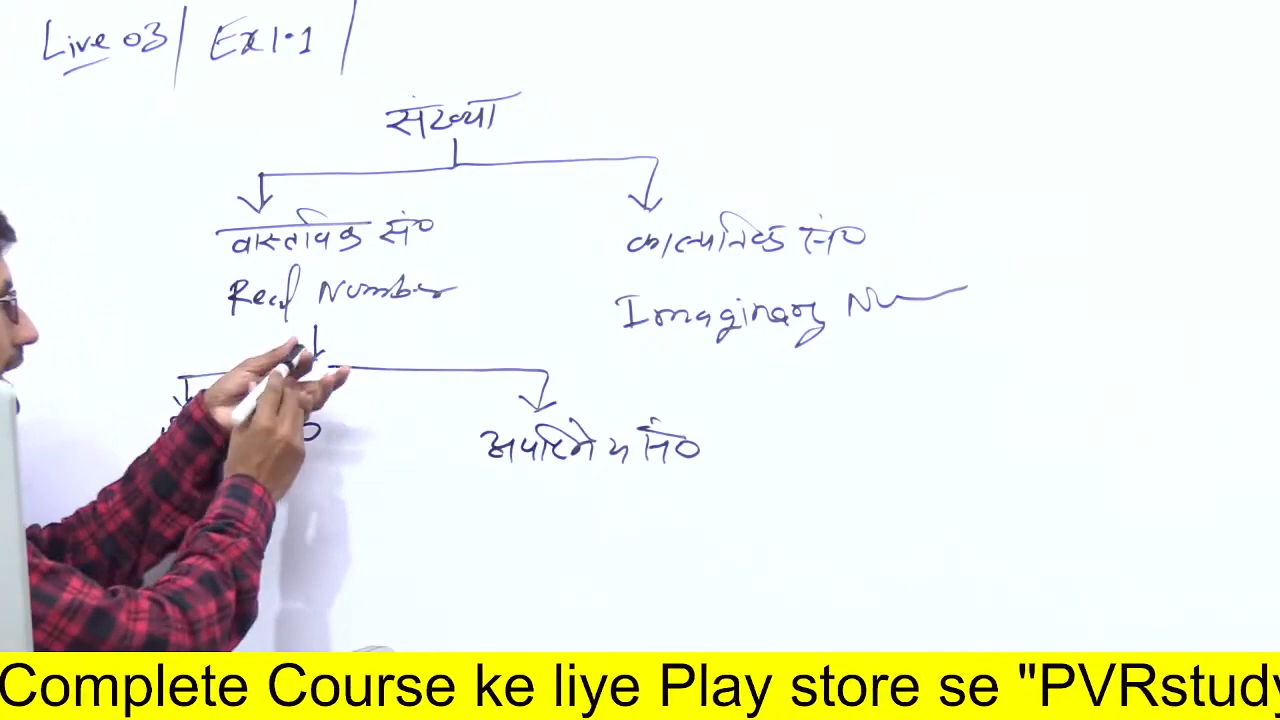 Live 03 | Ex 1.1 |
संख्या
वास्तविक सं० काल्पनिक सं०
Real Number Imaginary
अपरिमेय सं०
Complete Course ke liye Play store se "PVRstudy